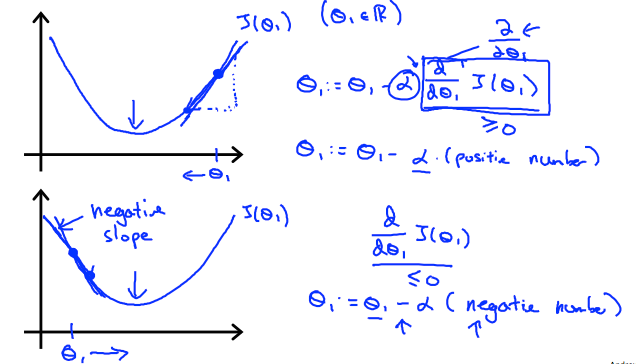 J(θ₁) (θ₁ ∈ ℝ)
∂/∂θ₁
θ₁ := θ₁ - α d/dθ₁ J(θ₁)
≥ 0
θ₁ := θ₁ - α · (positive number)
← θ₁
negative
slope
J(θ₁)
d/dθ₁ J(θ₁)
≤ 0
θ₁ := θ₁ - α (negative number)
θ₁ →